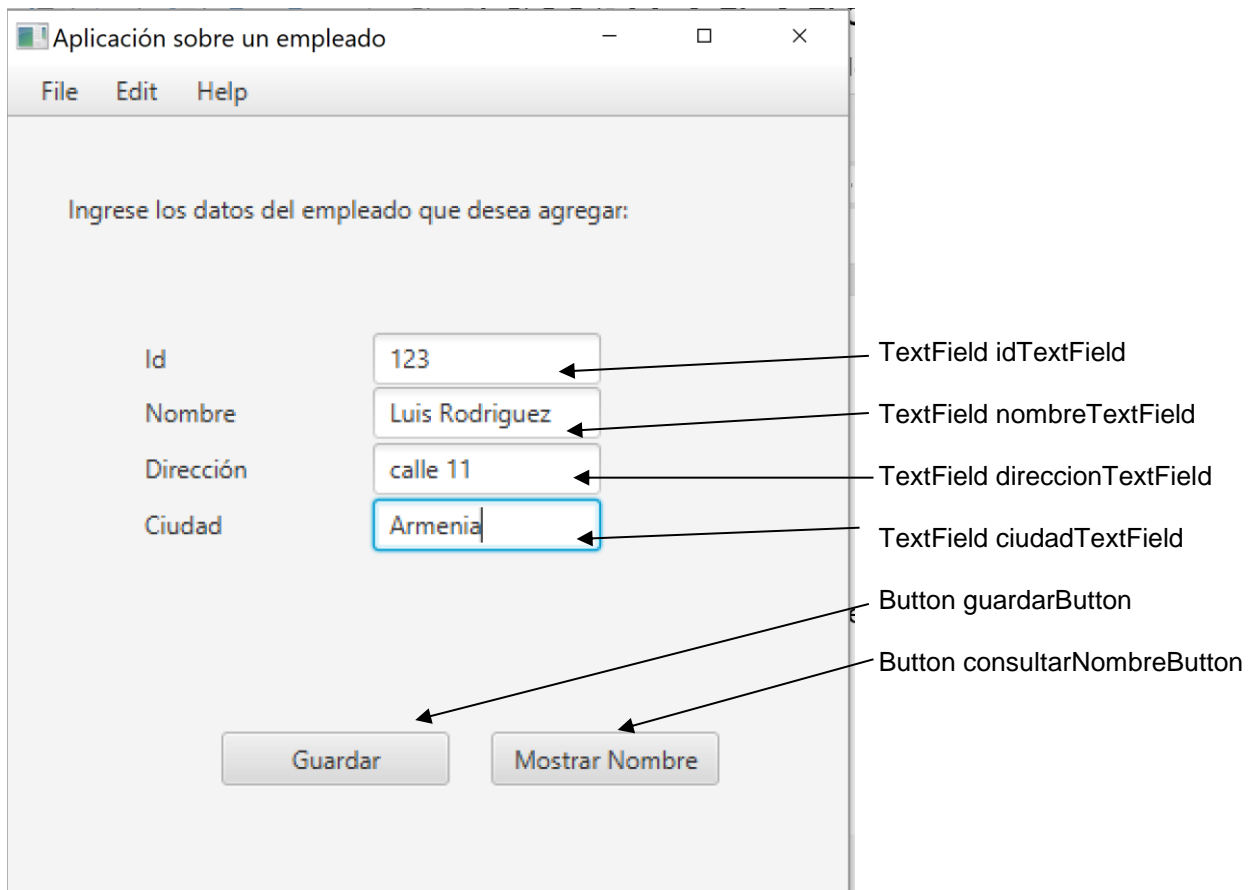 Aplicación sobre un empleado
File Edit Help
Ingrese los datos del empleado que desea agregar:
Id 123 TextField idTextField
Nombre Luis Rodriguez TextField nombreTextField
Dirección calle 11 TextField direccionTextField
Ciudad Armenia TextField ciudadTextField
Button guardarButton
Button consultarNombreButton
Guardar Mostrar Nombre